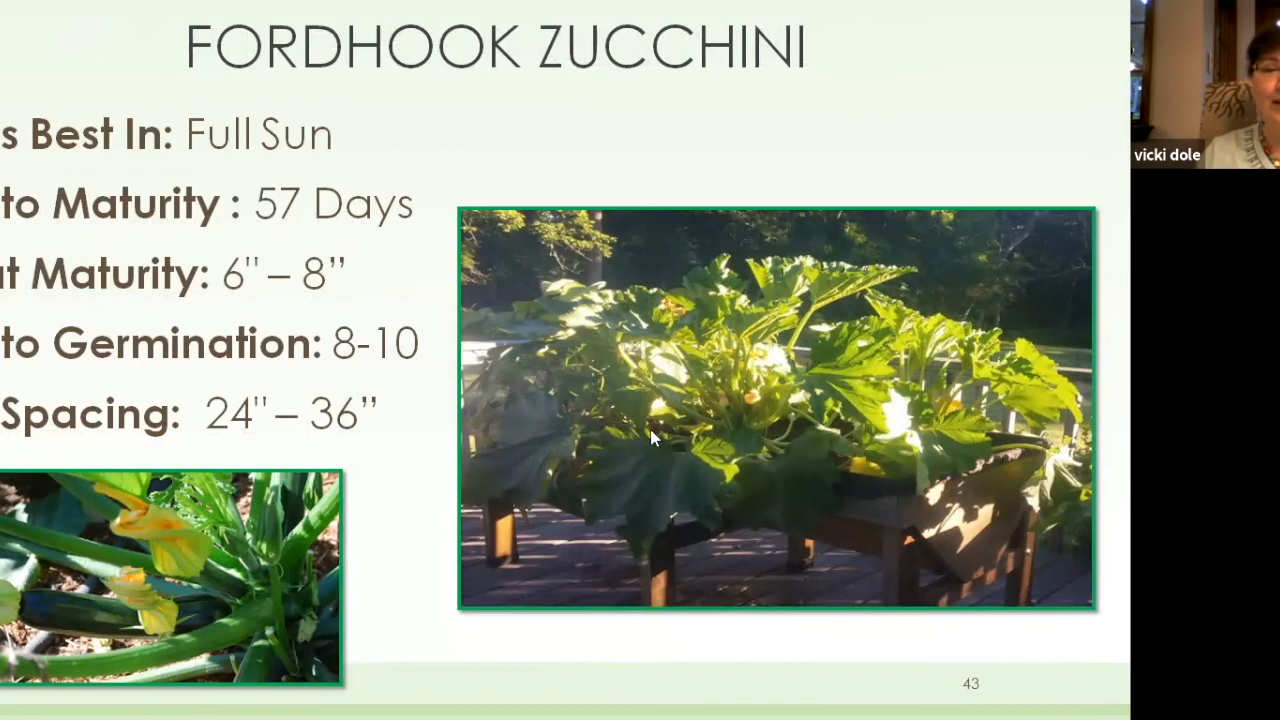 FORDHOOK ZUCCHINI
s Best In: Full Sun
to Maturity : 57 Days
at Maturity: 6" – 8”
to Germination: 8-10
Spacing: 24" – 36”
43
vicki dole